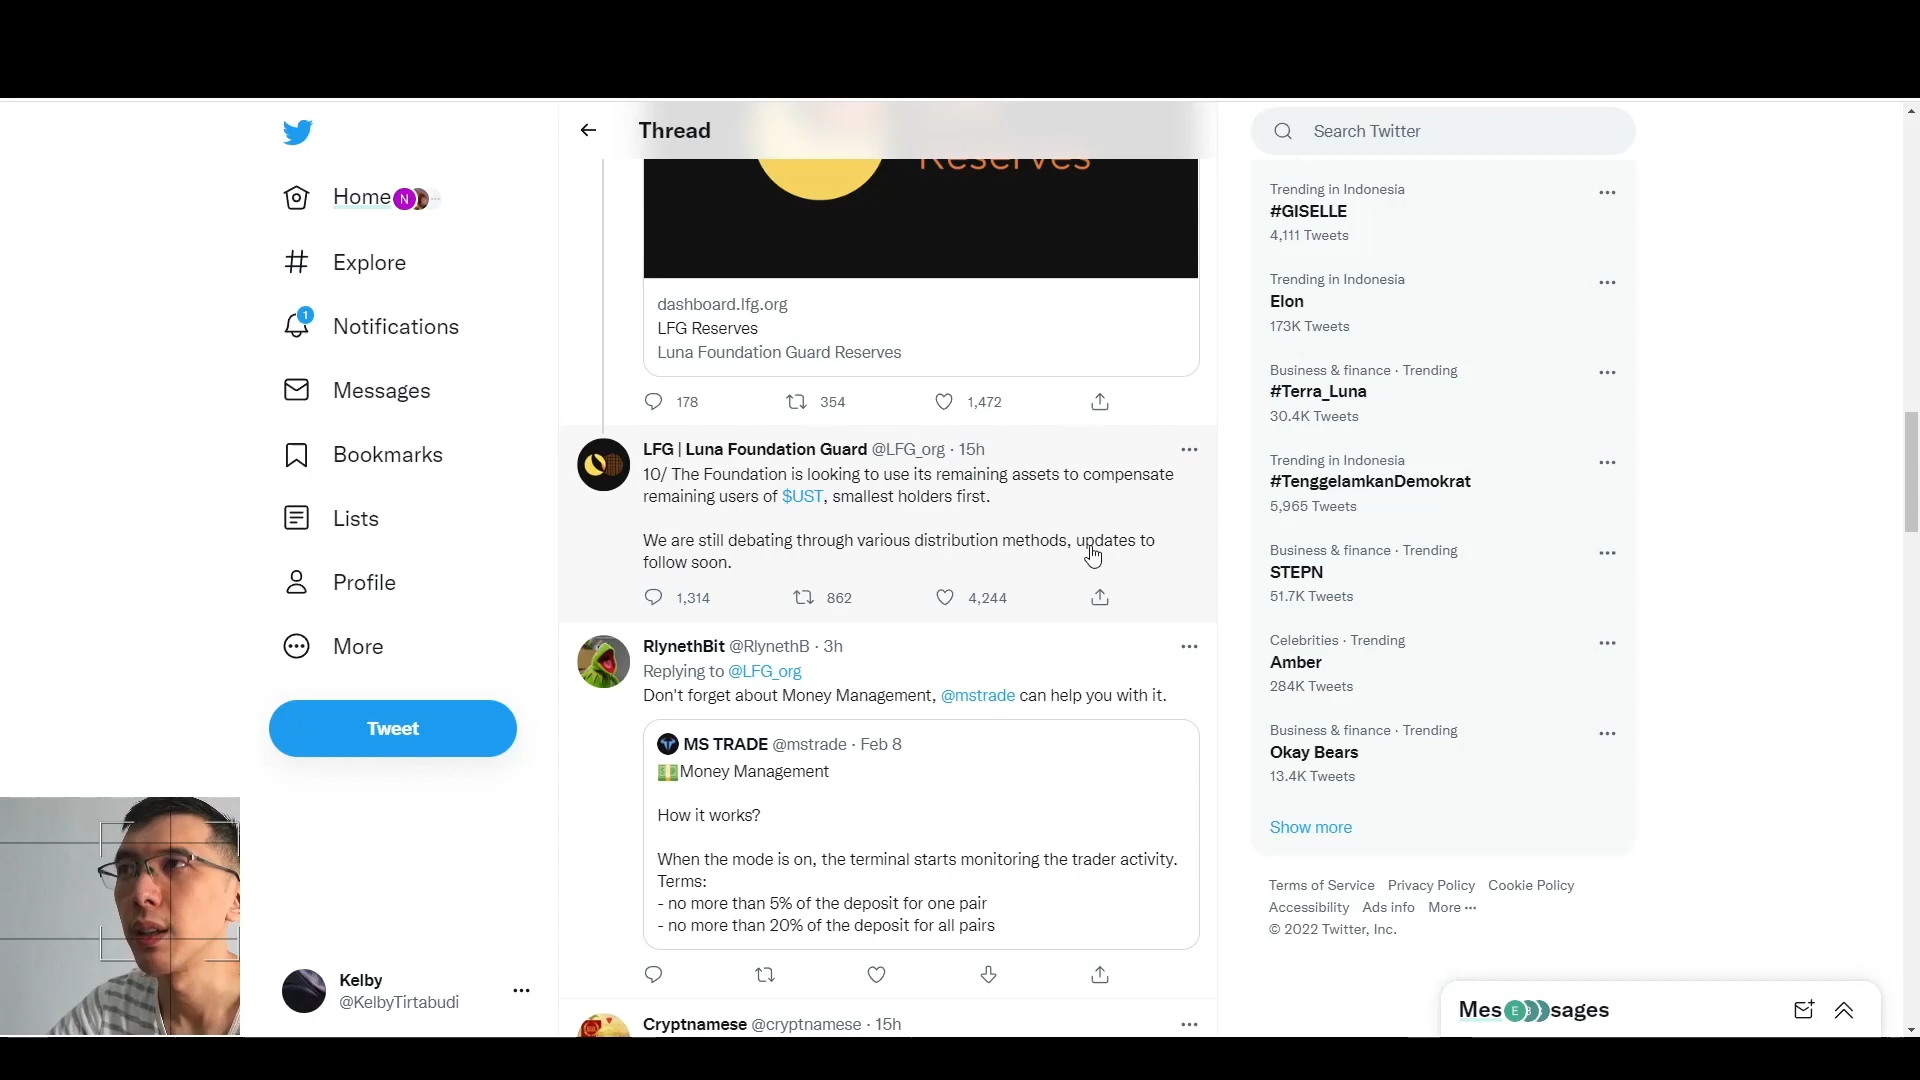 Home
N
Explore
1
Notifications
Messages
Bookmarks
Lists
Profile
More
Tweet
Kelby
@KelbyTirtabudi
Thread
Reserves
dashboard.lfg.org
LFG Reserves
Luna Foundation Guard Reserves
178 354 1,472
LFG | Luna Foundation Guard @LFG_org · 15h
10/ The Foundation is looking to use its remaining assets to compensate
remaining users of $UST, smallest holders first.
We are still debating through various distribution methods, updates to
follow soon.
1,314 862 4,244
RlynethBit @RlynethB · 3h
Replying to @LFG_org
Don't forget about Money Management, @mstrade can help you with it.
MS TRADE @mstrade · Feb 8
Money Management
How it works?
When the mode is on, the terminal starts monitoring the trader activity.
Terms:
- no more than 5% of the deposit for one pair
- no more than 20% of the deposit for all pairs
Cryptnamese @cryptnamese · 15h
Search Twitter
Trending in Indonesia
#GISELLE
4,111 Tweets
Trending in Indonesia
Elon
173K Tweets
Business & finance · Trending
#Terra_Luna
30.4K Tweets
Trending in Indonesia
#TenggelamkanDemokrat
5,965 Tweets
Business & finance · Trending
STEPN
51.7K Tweets
Celebrities · Trending
Amber
284K Tweets
Business & finance · Trending
Okay Bears
13.4K Tweets
Show more
Terms of Service Privacy Policy Cookie Policy
Accessibility Ads info More ···
© 2022 Twitter, Inc.
Messages
E